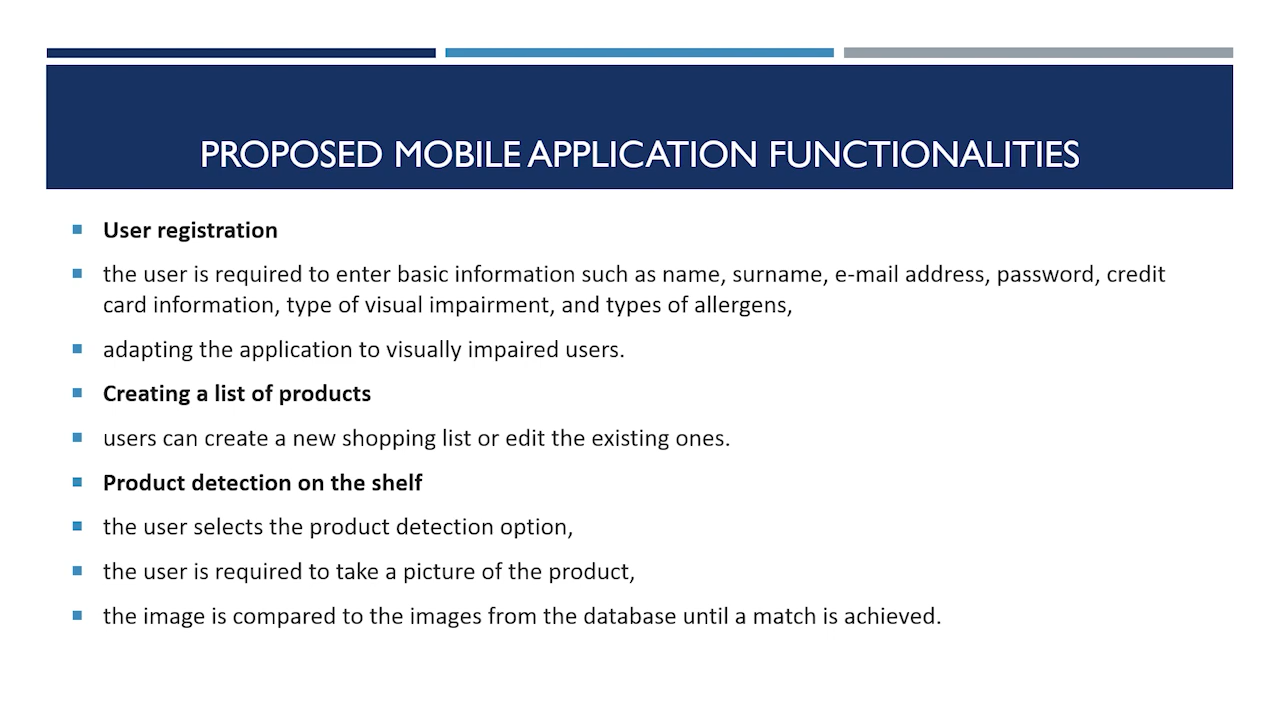 PROPOSED MOBILE APPLICATION FUNCTIONALITIES
User registration
the user is required to enter basic information such as name, surname, e-mail address, password, credit
card information, type of visual impairment, and types of allergens,
adapting the application to visually impaired users.
Creating a list of products
users can create a new shopping list or edit the existing ones.
Product detection on the shelf
the user selects the product detection option,
the user is required to take a picture of the product,
the image is compared to the images from the database until a match is achieved.